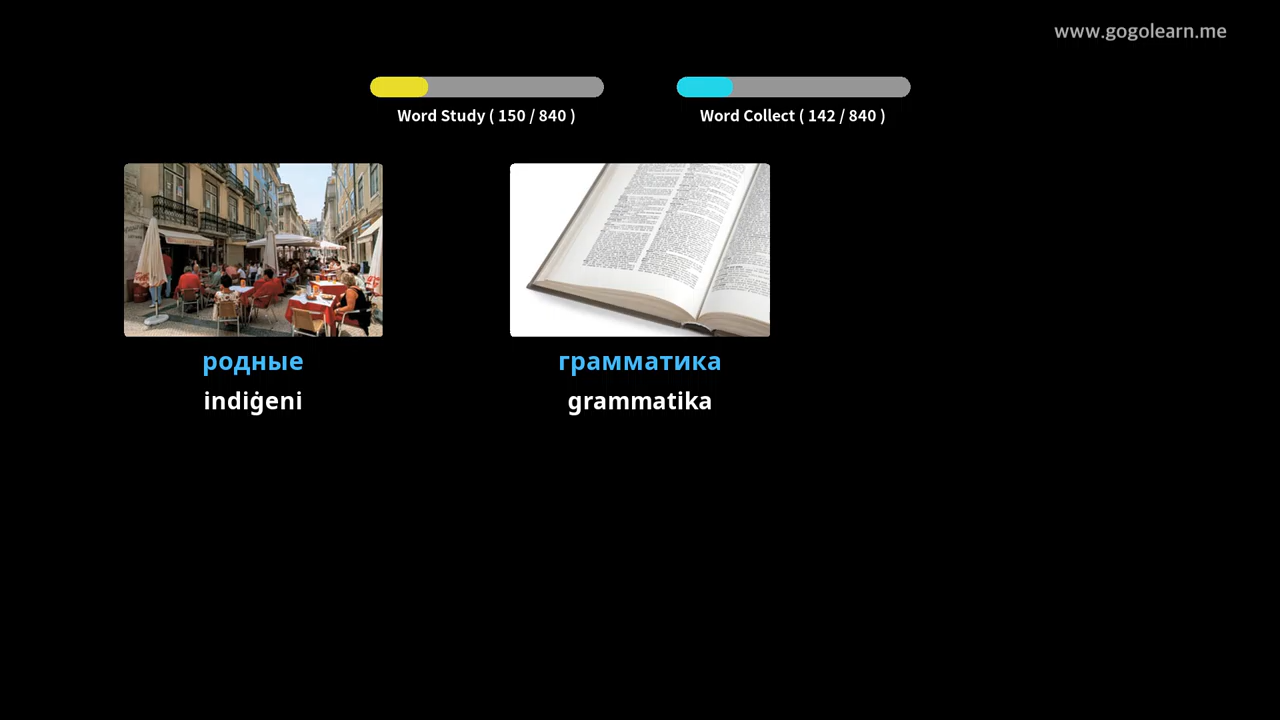 www.gogolearn.me
Word Study ( 150 / 840 )
Word Collect ( 142 / 840 )
родные
indiġeni
грамматика
grammatika